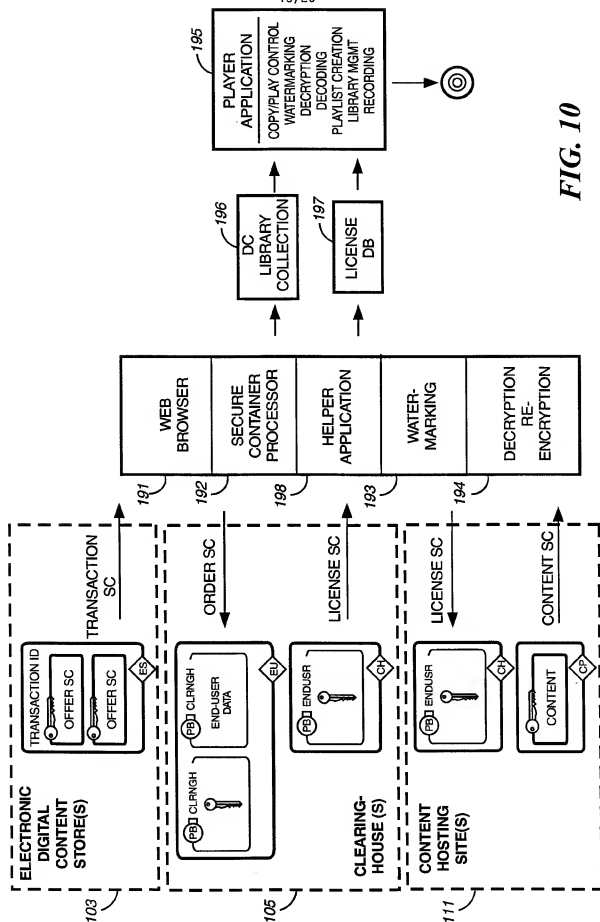 ELECTRONIC
DIGITAL
CONTENT
STORE(S)
103
TRANSACTION ID
OFFER SC
OFFER SC
ES
TRANSACTION
SC
PB CLRNGH
PB CLRNGH
END-USER
DATA
EU
ORDER SC
PB ENDUSR
CH
LICENSE SC
CLEARING-
HOUSE (S)
105
CONTENT
HOSTING
SITE(S)
111
PB ENDUSR
CH
LICENSE SC
CONTENT
CP
CONTENT SC
191
WEB
BROWSER
192
SECURE
CONTAINER
PROCESSOR
198
HELPER
APPLICATION
193
WATER-
MARKING
194
DECRYPTION
RE-
ENCRYPTION
196
DC
LIBRARY
COLLECTION
197
LICENSE
DB
195
PLAYER
APPLICATION
COPY/PLAY CONTROL
WATERMARKING
DECRYPTION
DECODING
PLAYLIST CREATION
LIBRARY MGMT
RECORDING
FIG. 10